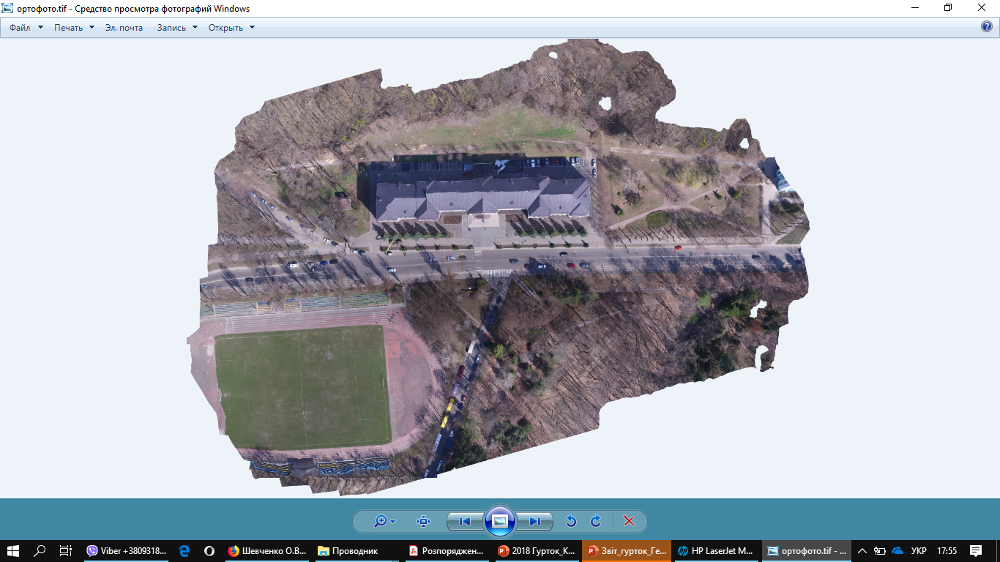 ортофото.tif - Средство просмотра фотографий Windows
Файл Печать Эл. почта Запись Открыть
Viber +3809318... Шевченко О.В... Проводник Розпоряджен... 2018 Гурток_К... Звіт_гурток_Ге... HP LaserJet M... ортофото.tif - ... УКР 17:55